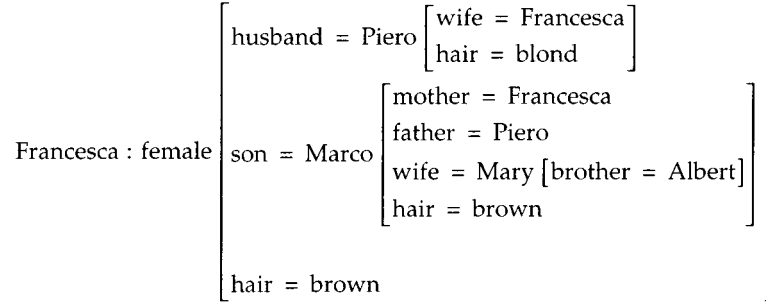 wife = Francesca
husband = Piero
hair = blond
mother = Francesca
father = Piero
Francesca : female
son = Marco
wife = Mary [brother = Albert]
hair = brown
hair = brown